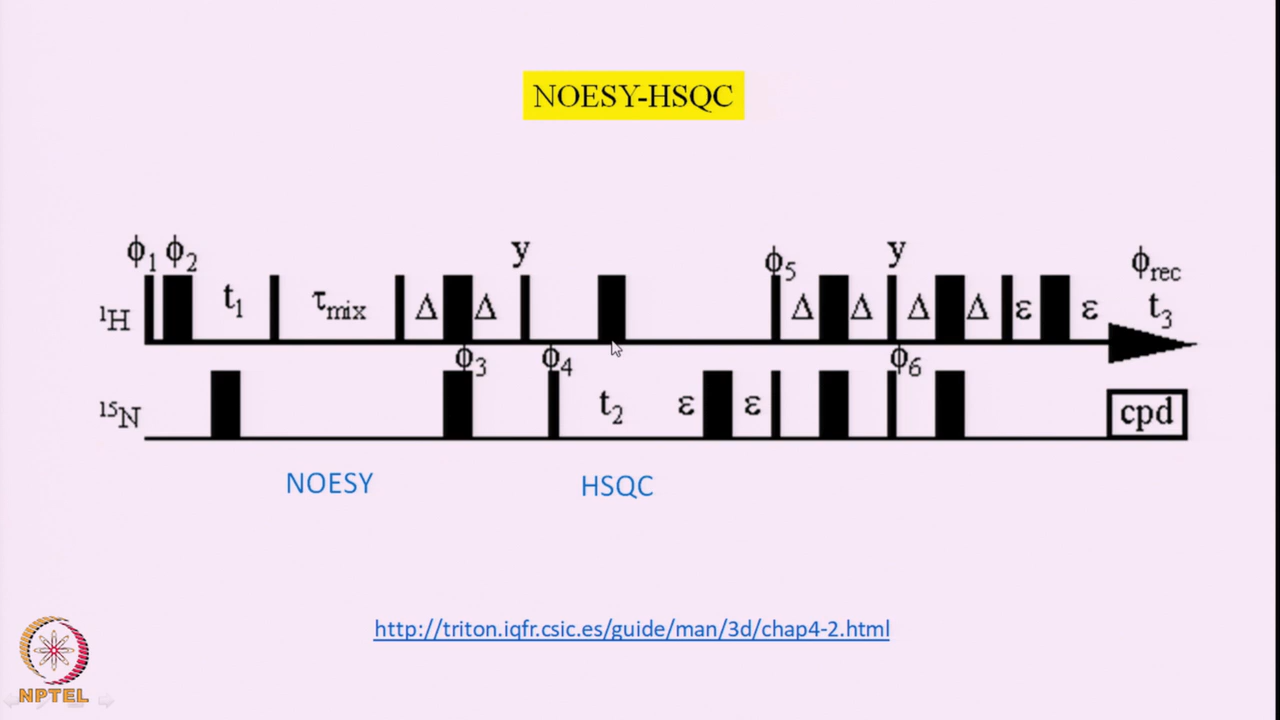 NOESY-HSQC
ϕ1 ϕ2 y ϕ5 y ϕrec
¹H t1 τmix Δ Δ Δ Δ Δ Δ ε ε t3
ϕ3 ϕ4 ϕ6
¹⁵N t2 ε ε cpd
NOESY HSQC
http://triton.iqfr.csic.es/guide/man/3d/chap4-2.html
NPTEL